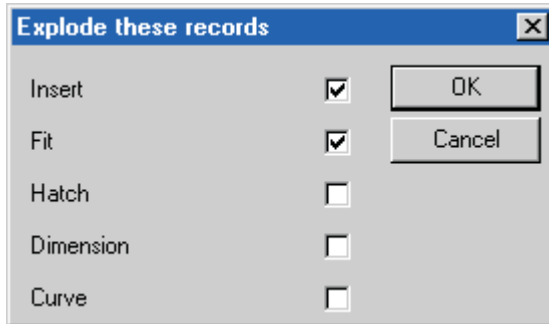 Explode these records
Insert
OK
Fit
Cancel
Hatch
Dimension
Curve